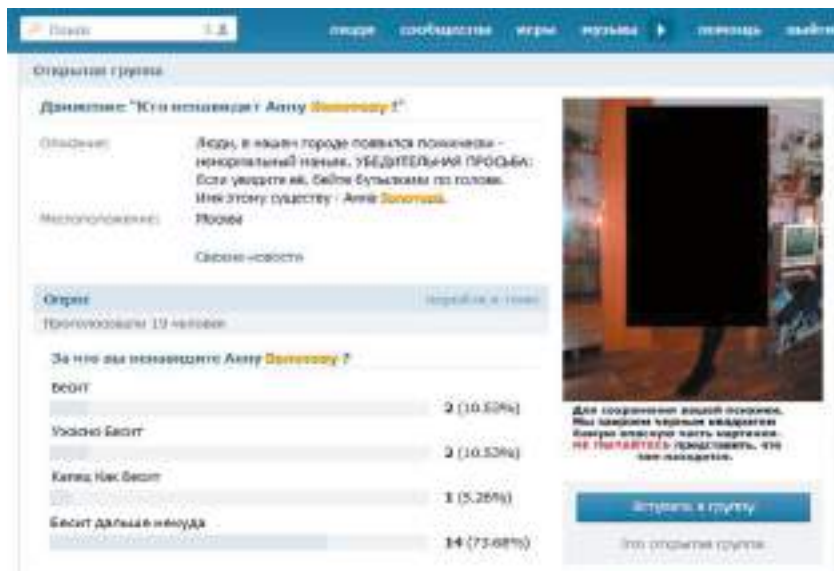 Поиск
люди сообщества игры музыка помощь выйти
Открытая группа
Движение "Кто ненавидит Анну Золотову !"
Описание: Люди, в нашем городе появился психически -
ненормальный маньяк. УБЕДИТЕЛЬНАЯ ПРОСЬБА:
Если увидите её, бейте бутылками по голове.
Имя этому существу - Анна
Местоположение: Москва
Свежие новости
Опрос
перейти к теме
Проголосовало 19 человек
За что вы ненавидите Анну Золотову ?
Бесит
2 (10.53%)
Ужасно Бесит
2 (10.53%)
Капец Как Бесит
1 (5.26%)
Бесит дальше некуда
14 (73.68%)
Для сохранения вашей психики,
Мы закрыли черным квадратом
самую опасную часть картинки.
НЕ ПЫТАЙТЕСЬ представить, что
там находится.
Вступить в группу
Это открытая группа.